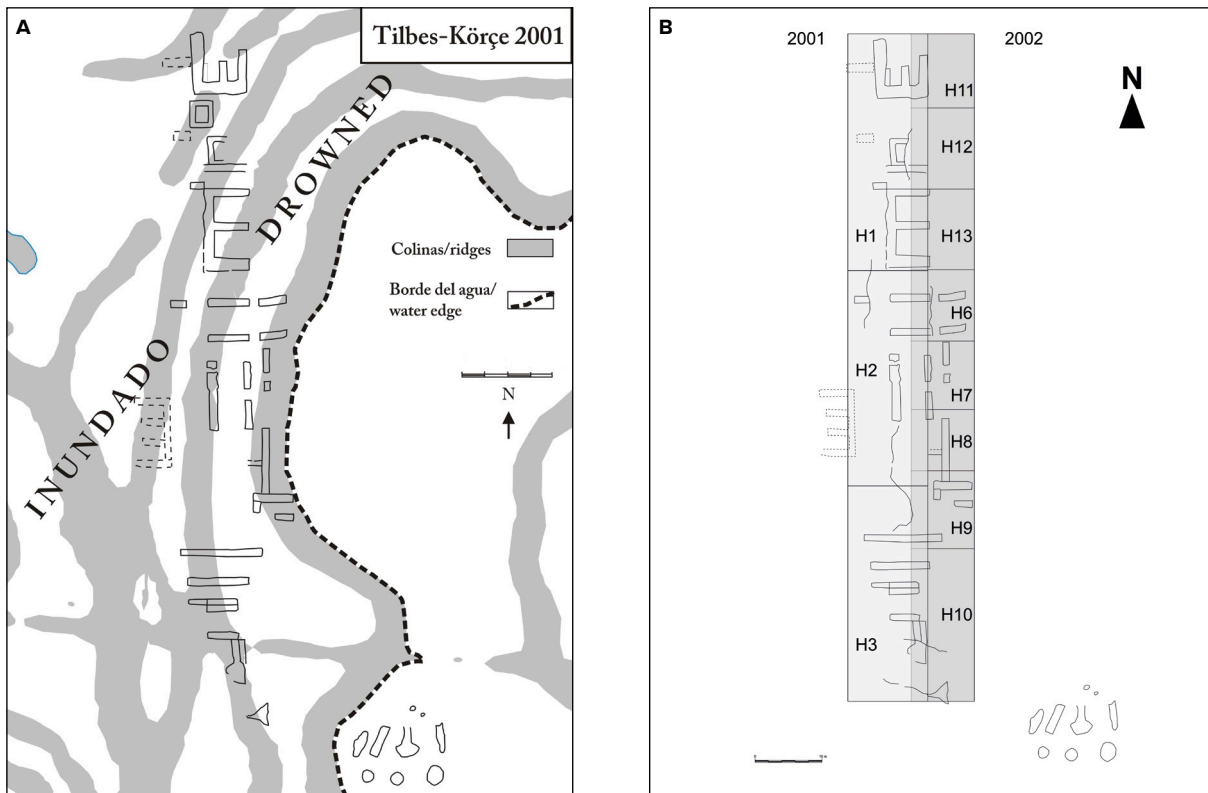 A
Tilbes-Körçe 2001
INUNDADO
DROWNED
Colinas/ridges
Borde del agua/
water edge
N
B
2001
2002
N
H11
H12
H1
H13
H6
H2
H7
H8
H9
H3
H10
0